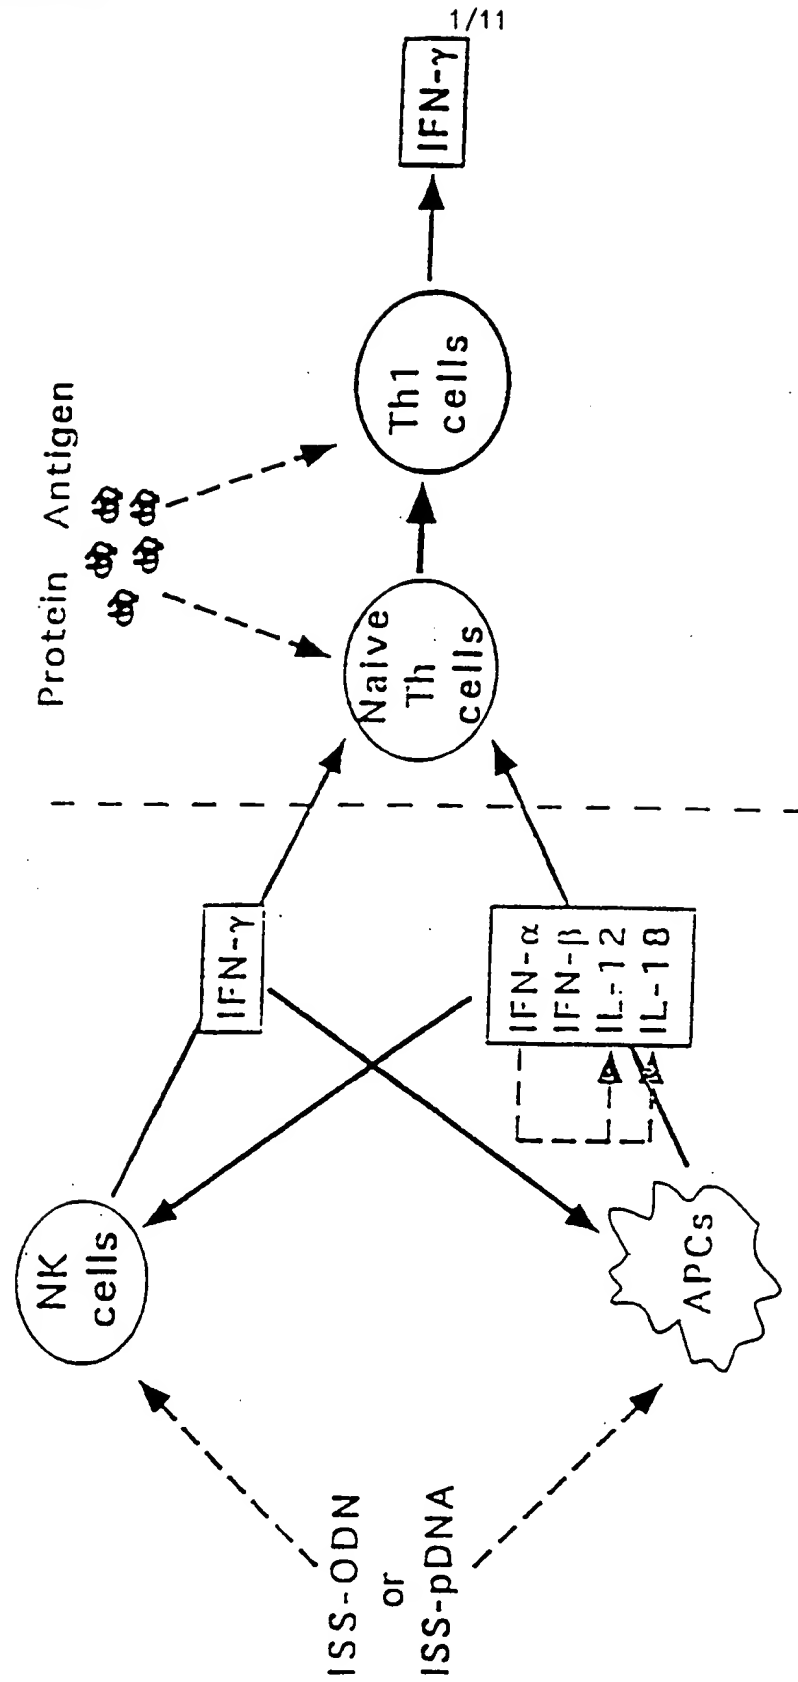 1/11
ISS-ODN
or
ISS-pDNA
NK
cells
APCs
IFN-γ
IFN-α
IFN-β
IL-12
IL-18
Protein Antigen
Naive
Th
cells
Th1
cells
IFN-γ